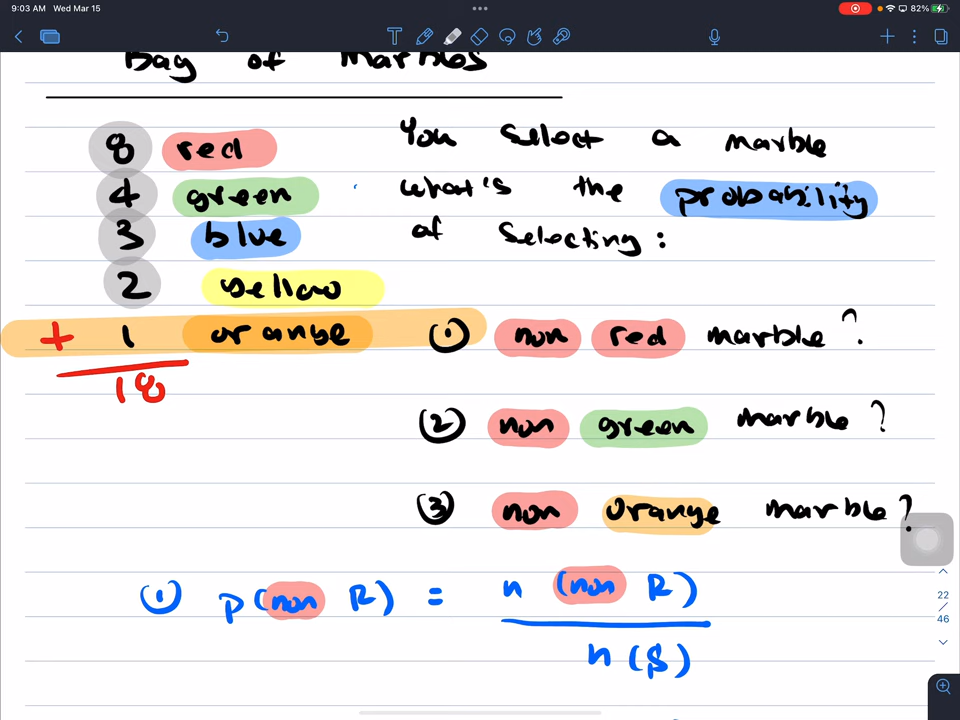 9:03 AM Wed Mar 15
82%
Bag of Marbles
8 red
4 green
3 blue
2 yellow
+ 1 orange
18
You select a marble
what's the probability
of selecting:
① non red marble?
② non green marble?
③ non orange marble?
22
/
46
① P(non R) = n (non R)
n (S)